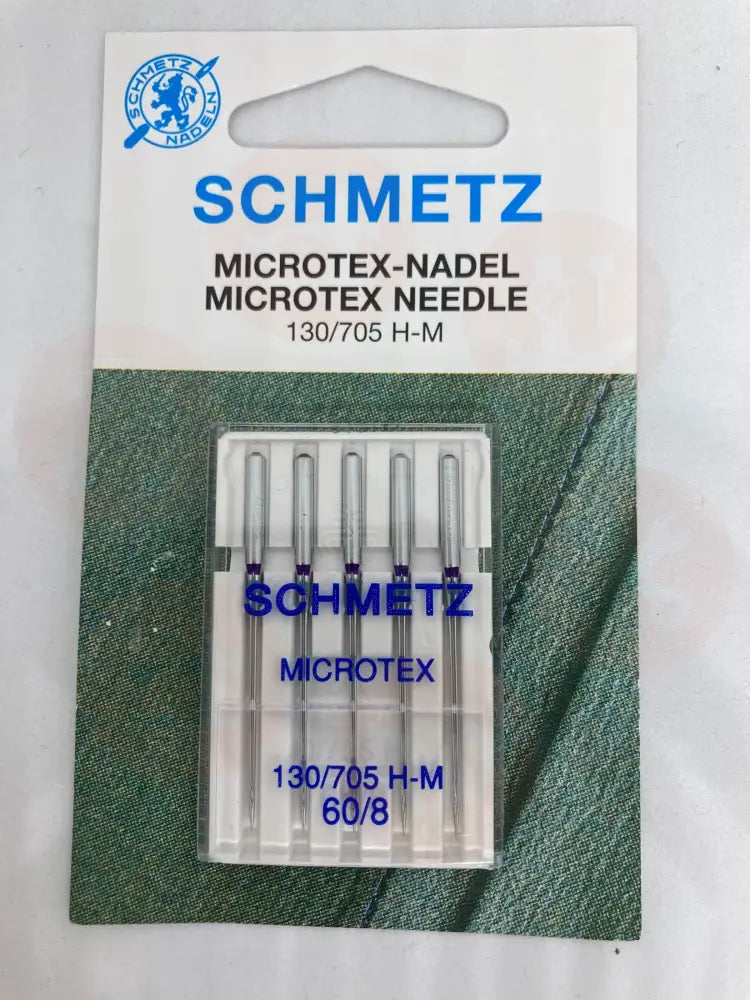 SCHMETZ
NADELN
SCHMETZ
MICROTEX-NADEL
MICROTEX NEEDLE
130/705 H-M
SCHMETZ
MICROTEX
130/705 H-M
60/8